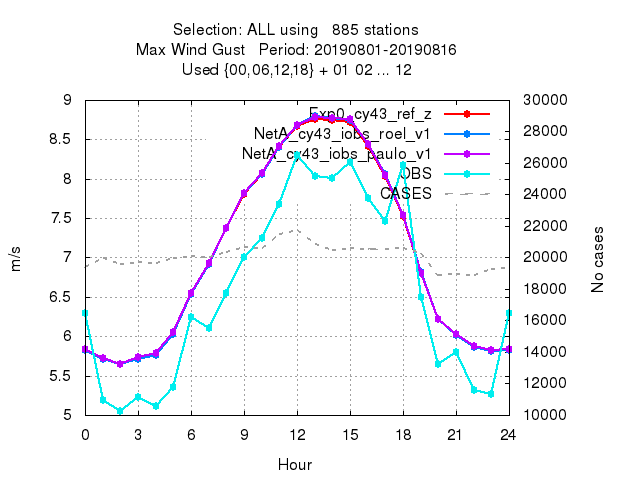 Selection: ALL using 885 stations
Max Wind Gust Period: 20190801-20190816
Used {00,06,12,18} + 01 02 ... 12
9
8.5
8
7.5
7
6.5
6
5.5
5
30000
28000
26000
24000
22000
20000
18000
16000
14000
12000
10000
Exp0_cy43_ref_z
NetA_cy43_iobs_roel_v1
NetA_cy43_iobs_paulo_v1
OBS
CASES
m/s
No cases
0 3 6 9 12 15 18 21 24
Hour